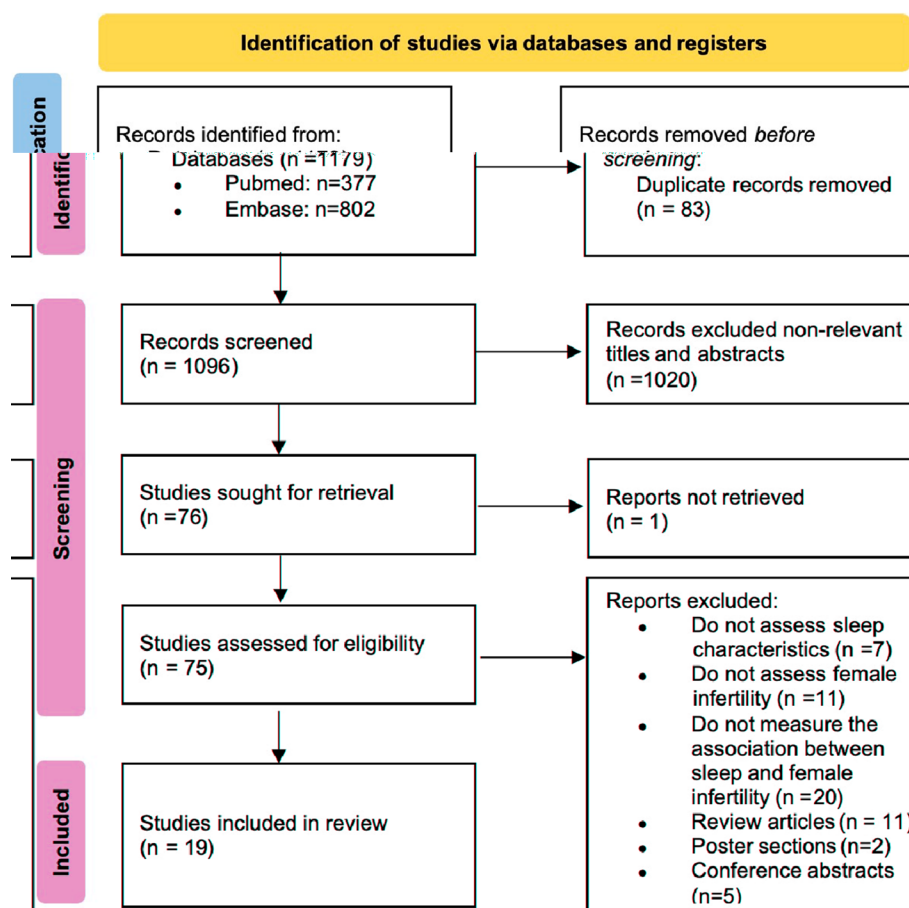 Identification of studies via databases and registers
Records identified from:
Databases (n =1179)
• Pubmed: n=377
• Embase: n=802
Records removed before
screening:
Duplicate records removed
(n = 83)
Identific
cation
Records screened
(n = 1096)
Records excluded non-relevant
titles and abstracts
(n =1020)
Screening
Studies sought for retrieval
(n =76)
Reports not retrieved
(n = 1)
Studies assessed for eligibility
(n = 75)
Reports excluded:
• Do not assess sleep
characteristics (n =7)
• Do not assess female
infertility (n =11)
• Do not measure the
association between
sleep and female
infertility (n =20)
• Review articles (n = 11)
• Poster sections (n=2)
• Conference abstracts
(n=5)
Included
Studies included in review
(n = 19)